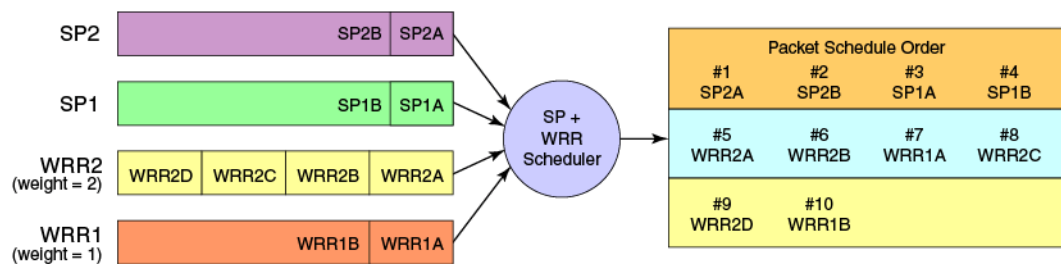 SP2
SP2B SP2A
SP1
SP1B SP1A
WRR2
(weight = 2)
WRR2D WRR2C WRR2B WRR2A
WRR1
(weight = 1)
WRR1B WRR1A
SP +
WRR
Scheduler
Packet Schedule Order
#1 #2 #3 #4
SP2A SP2B SP1A SP1B
#5 #6 #7 #8
WRR2A WRR2B WRR1A WRR2C
#9 #10
WRR2D WRR1B